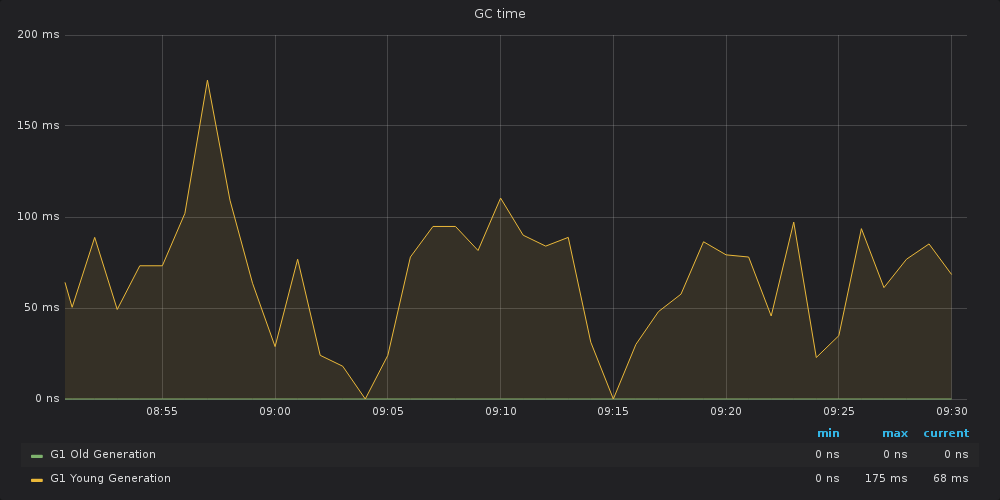 GC time
200 ms
150 ms
100 ms
50 ms
0 ns
08:55 09:00 09:05 09:10 09:15 09:20 09:25 09:30
min max current
G1 Old Generation 0 ns 0 ns 0 ns
G1 Young Generation 0 ns 175 ms 68 ms